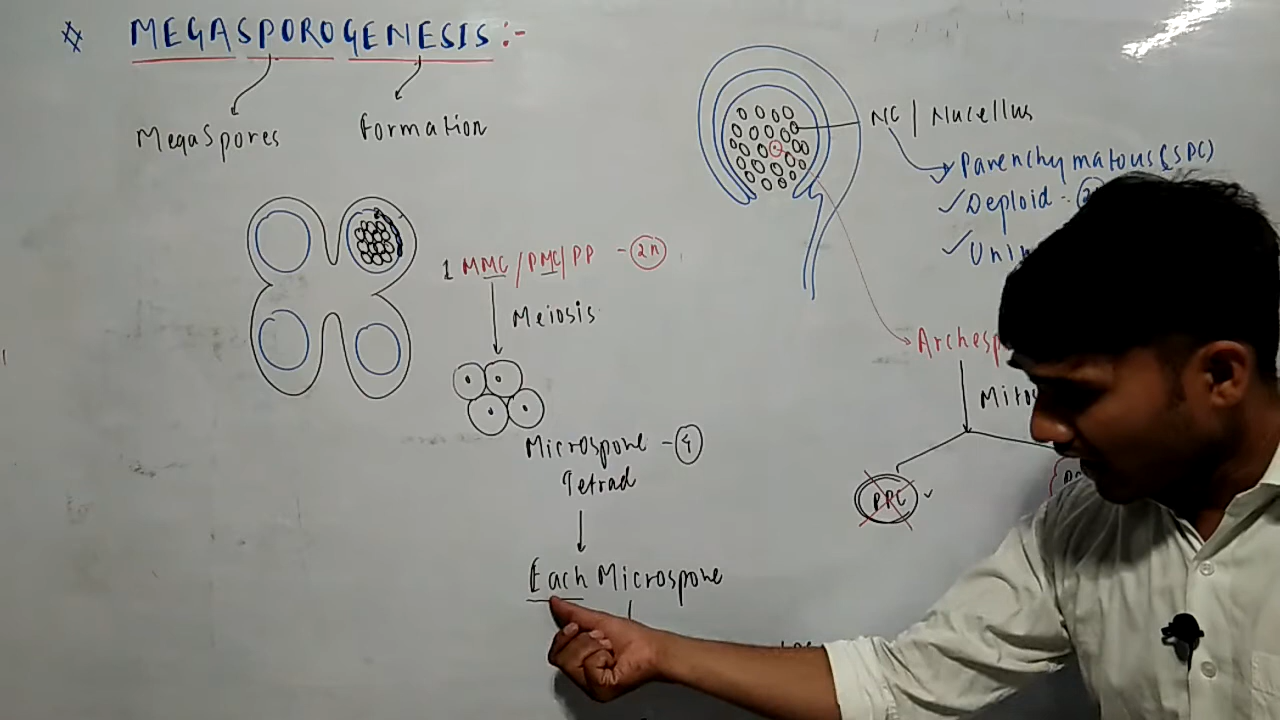 MEGASPOROGENESIS:-
MegaSpores
Formation
NC / Nucellus
Parenchymatous (SPC)
Deploid -
1 MMC / PMC / PP - 2n
Meiosis
Microspore - 4
Tetrad
Each Microspore
PPC